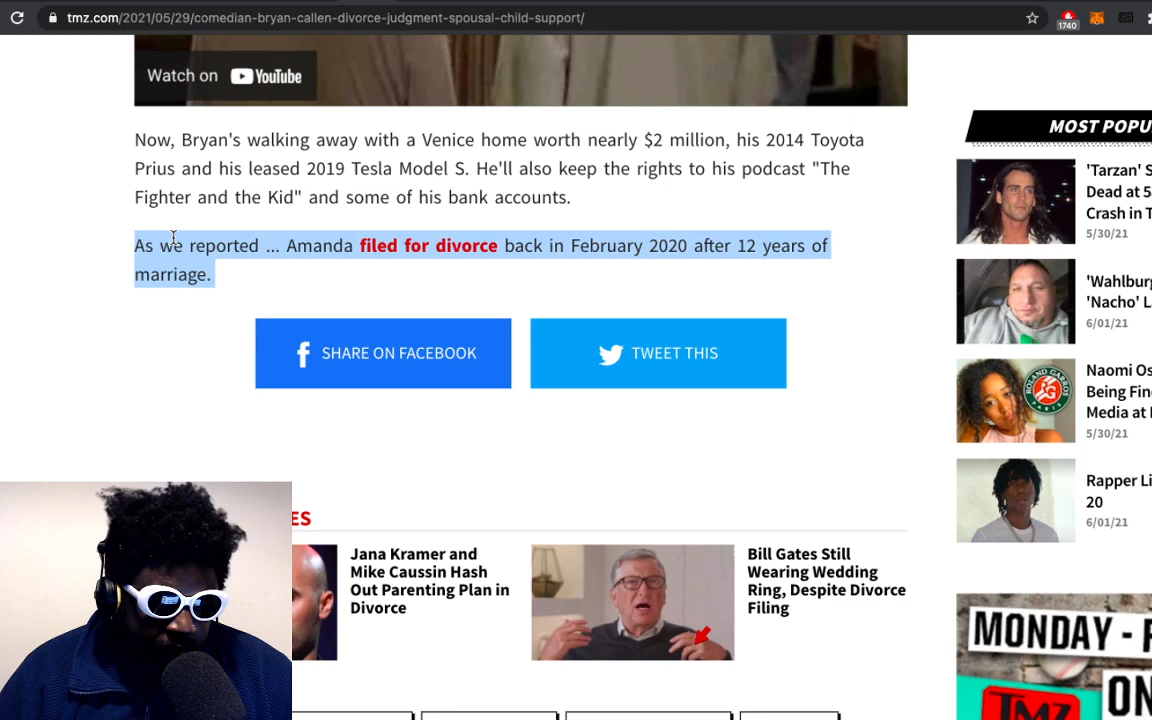 tmz.com/2021/05/29/comedian-bryan-callen-divorce-judgment-spousal-child-support/
1740
Watch on YouTube
Now, Bryan's walking away with a Venice home worth nearly $2 million, his 2014 Toyota
Prius and his leased 2019 Tesla Model S. He'll also keep the rights to his podcast "The
Fighter and the Kid" and some of his bank accounts.
As we reported ... Amanda filed for divorce back in February 2020 after 12 years of
marriage.
SHARE ON FACEBOOK
TWEET THIS
ES
Jana Kramer and
Mike Caussin Hash
Out Parenting Plan in
Divorce
Bill Gates Still
Wearing Wedding
Ring, Despite Divorce
Filing
MOST POPU
'Tarzan' S
Dead at 5
Crash in T
5/30/21
'Wahlburg
'Nacho' L
6/01/21
ROLAND GARROS
PARIS
Naomi Os
Being Fin
Media at
5/30/21
Rapper Li
20
6/01/21
MONDAY - F
ON
TMZ